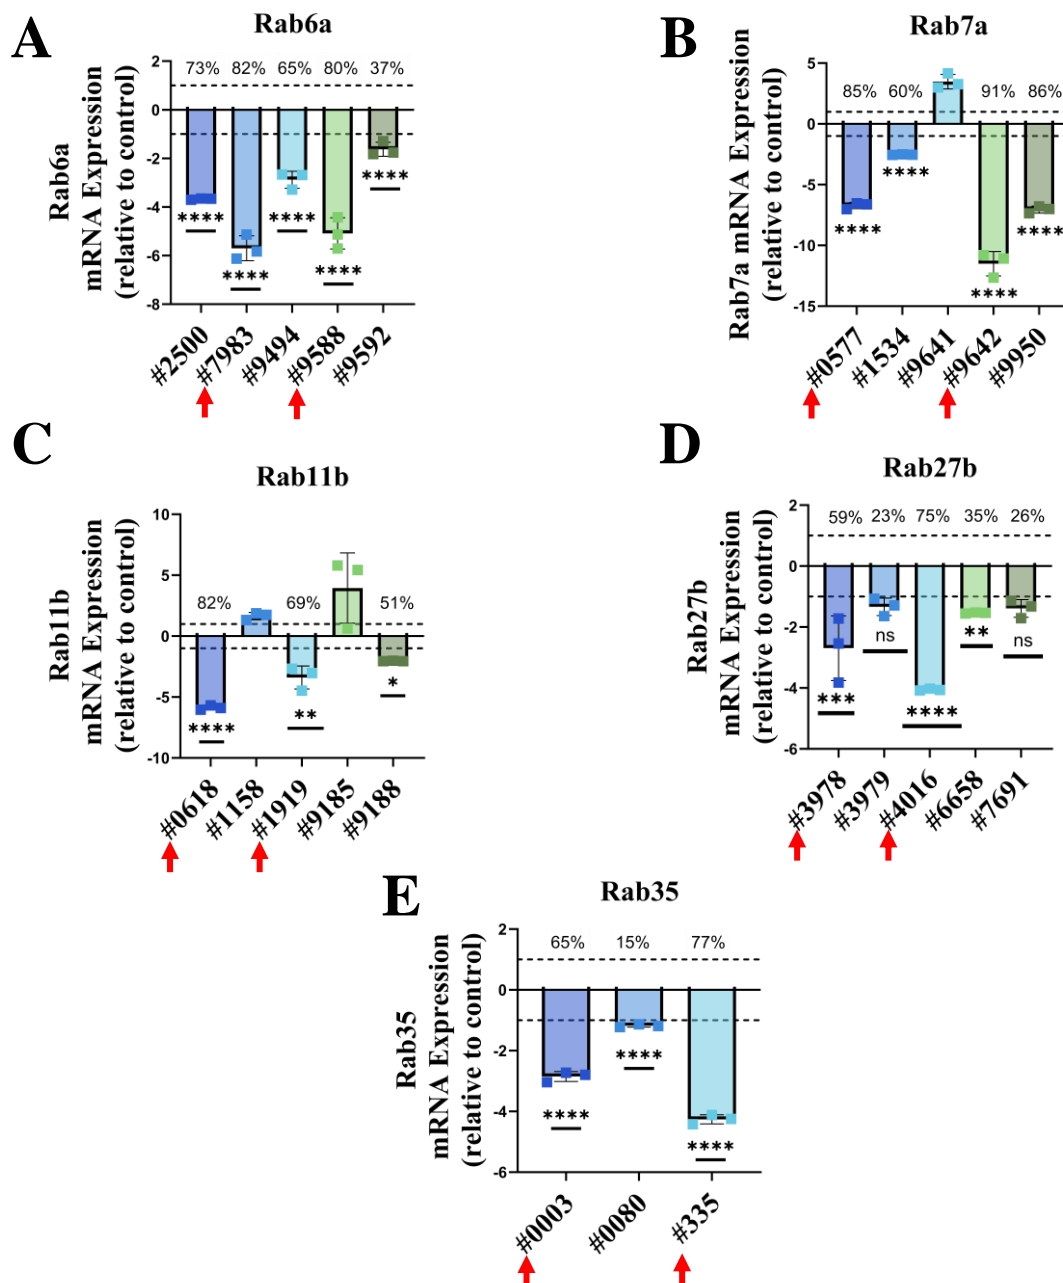 A
Rab6a
Rab6a
mRNA Expression
(relative to control)
2
0
-2
-4
-6
-8
73% 82% 65% 80% 37%
**** **** **** **** ****
#2500 #7983 #9494 #9588 #9592
B
Rab7a
Rab7a mRNA Expression
(relative to control)
5
0
-5
-10
-15
85% 60% 91% 86%
**** **** **** ****
#0577 #1534 #9641 #9642 #9950
C
Rab11b
Rab11b
mRNA Expression
(relative to control)
10
5
0
-5
-10
82% 69% 51%
**** ** *
#0618 #1158 #1919 #9185 #9188
D
Rab27b
Rab27b
mRNA Expression
(relative to control)
2
0
-2
-4
-6
59% 23% 75% 35% 26%
*** ns **** ** ns
#3978 #3979 #4016 #6658 #7691
E
Rab35
Rab35
mRNA Expression
(relative to control)
2
0
-2
-4
-6
65% 15% 77%
**** **** ****
#0003 #0080 #335